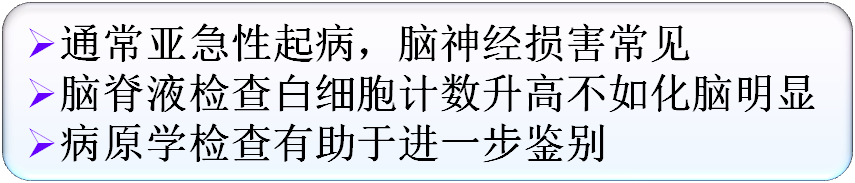 通常亚急性起病，脑神经损害常见
脑脊液检查白细胞计数升高不如化脑明显
病原学检查有助于进一步鉴别